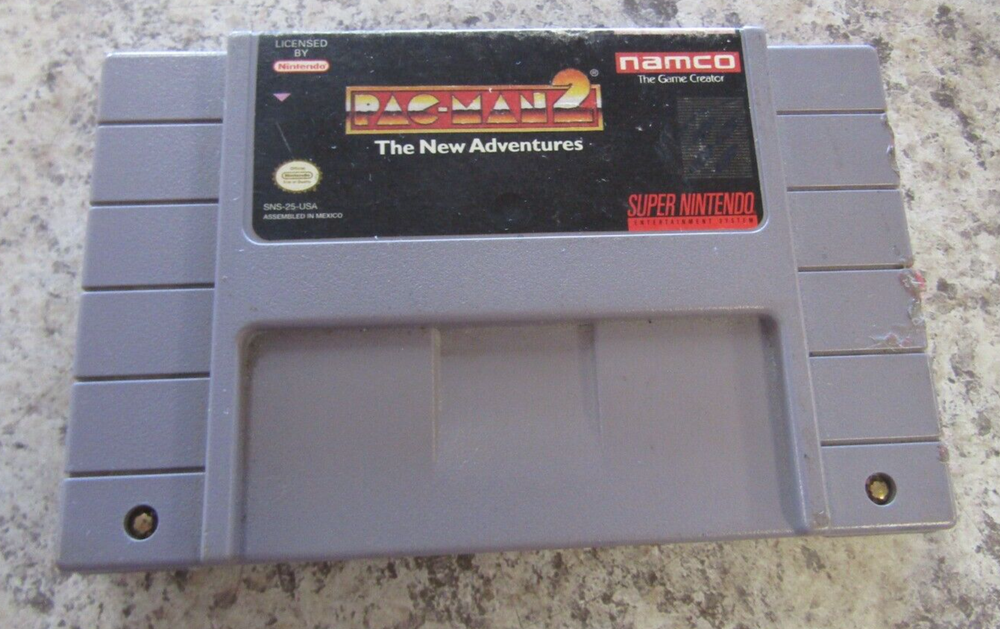 LICENSED
BY
Nintendo
PAC-MAN 2 ®
The New Adventures
namco
The Game Creator
Nintendo
SNS-25-USA
ASSEMBLED IN MEXICO
SUPER NINTENDO
ENTERTAINMENT SYSTEM